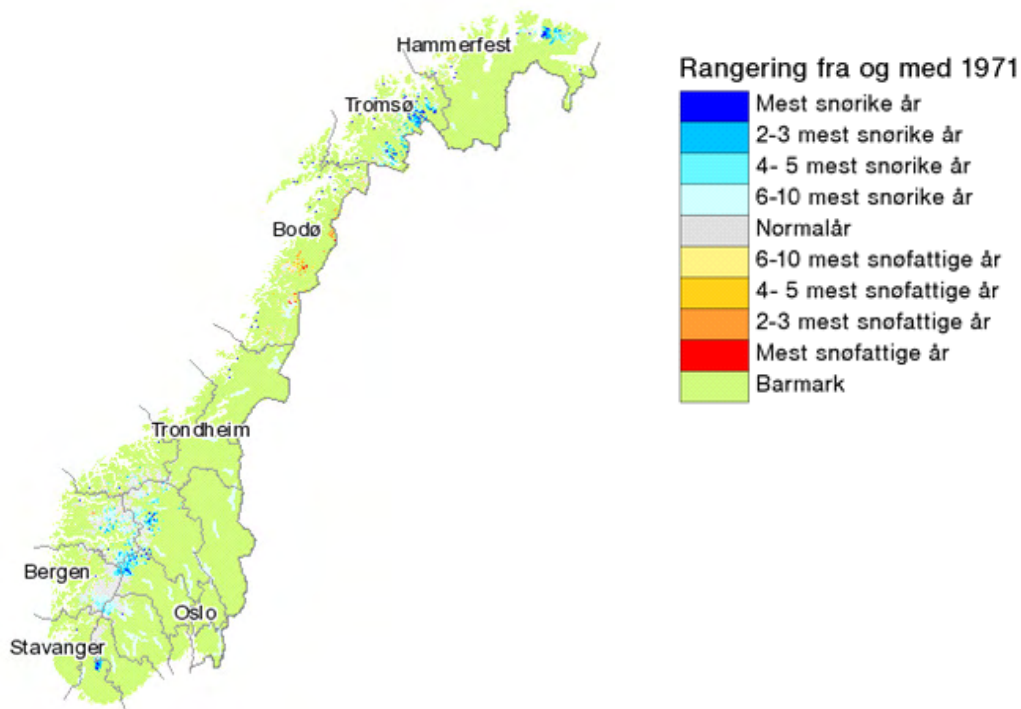 Hammerfest
Tromsø
Bodø
Trondheim
Bergen
Oslo
Stavanger
Rangering fra og med 1971
Mest snørike år
2-3 mest snørike år
4- 5 mest snørike år
6-10 mest snørike år
Normalår
6-10 mest snøfattige år
4- 5 mest snøfattige år
2-3 mest snøfattige år
Mest snøfattige år
Barmark